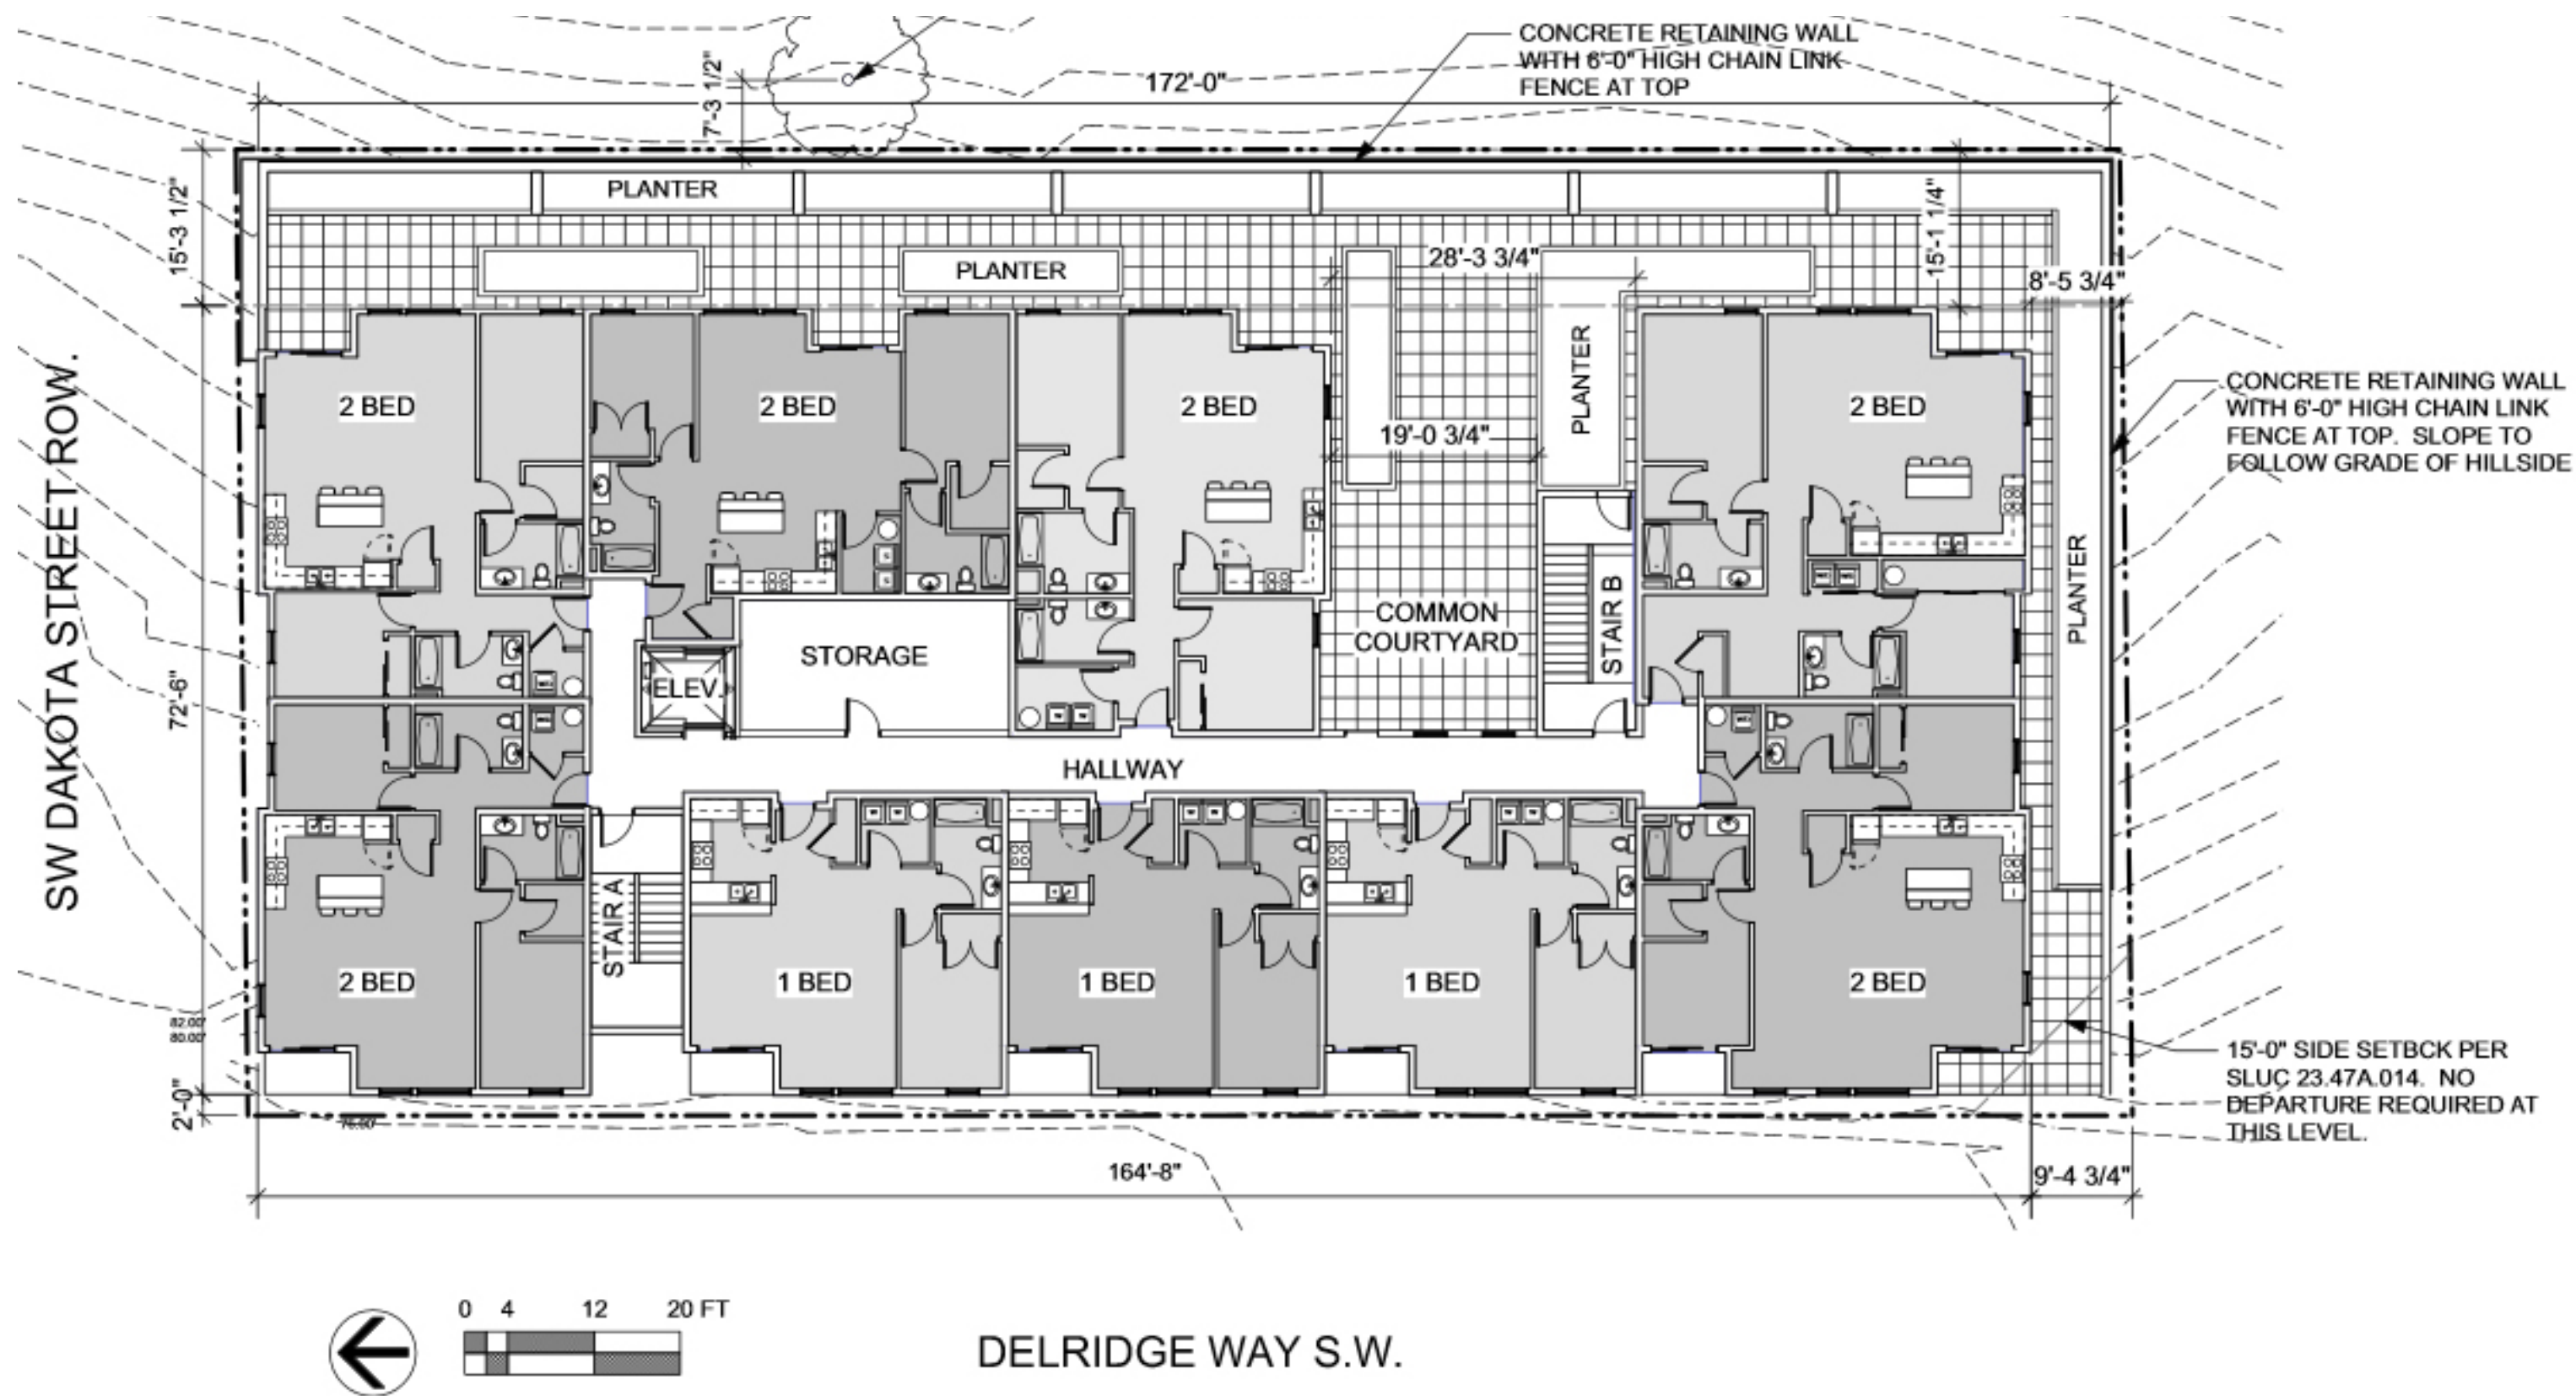 CONCRETE RETAINING WALL
WITH 6'-0" HIGH CHAIN LINK
FENCE AT TOP
172'-0"
7'-3 1/2"
15'-3 1/2"
PLANTER
15'-1 1/4"
28'-3 3/4"
8'-5 3/4"
PLANTER
PLANTER
SW DAKOTA STREET ROW.
2 BED
2 BED
2 BED
2 BED
19'-0 3/4"
CONCRETE RETAINING WALL
WITH 6'-0" HIGH CHAIN LINK
FENCE AT TOP. SLOPE TO
FOLLOW GRADE OF HILLSIDE
PLANTER
COMMON
COURTYARD
STAIR B
STORAGE
ELEV.
72'-6"
HALLWAY
STAIR A
2 BED
1 BED
1 BED
1 BED
2 BED
82.00'
80.00'
2'-0"
15'-0" SIDE SETBCK PER
SLUC 23.47A.014. NO
DEPARTURE REQUIRED AT
THIS LEVEL.
164'-8"
9'-4 3/4"
0 4 12 20 FT
DELRIDGE WAY S.W.